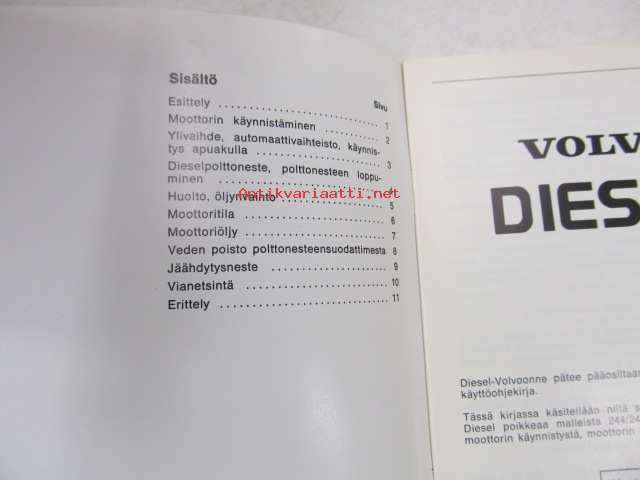 Sisältö
Sivu
Esittely 1
Moottorin käynnistäminen 2
Ylivaihde, automaattivaihteisto, käynnis-
tys apuakulla 3
Dieselpolttoneste, polttonesteen loppu-
minen 4
Huolto, öljynvaihto 5
Moottoritila 6
Moottoriöljy 7
Veden poisto polttonesteensuodattimesta 8
Jäähdytysneste 9
Vianetsintä 10
Erittely 11
Antikvariaatti.net
VOLV
DIES
Diesel-Volvoonne pätee pääosiltaan
käyttöohjekirja.
Tässä kirjassa käsitellään niitä s
Diesel poikkeaa malleista 244/24
moottorin käynnistystä, moottorin